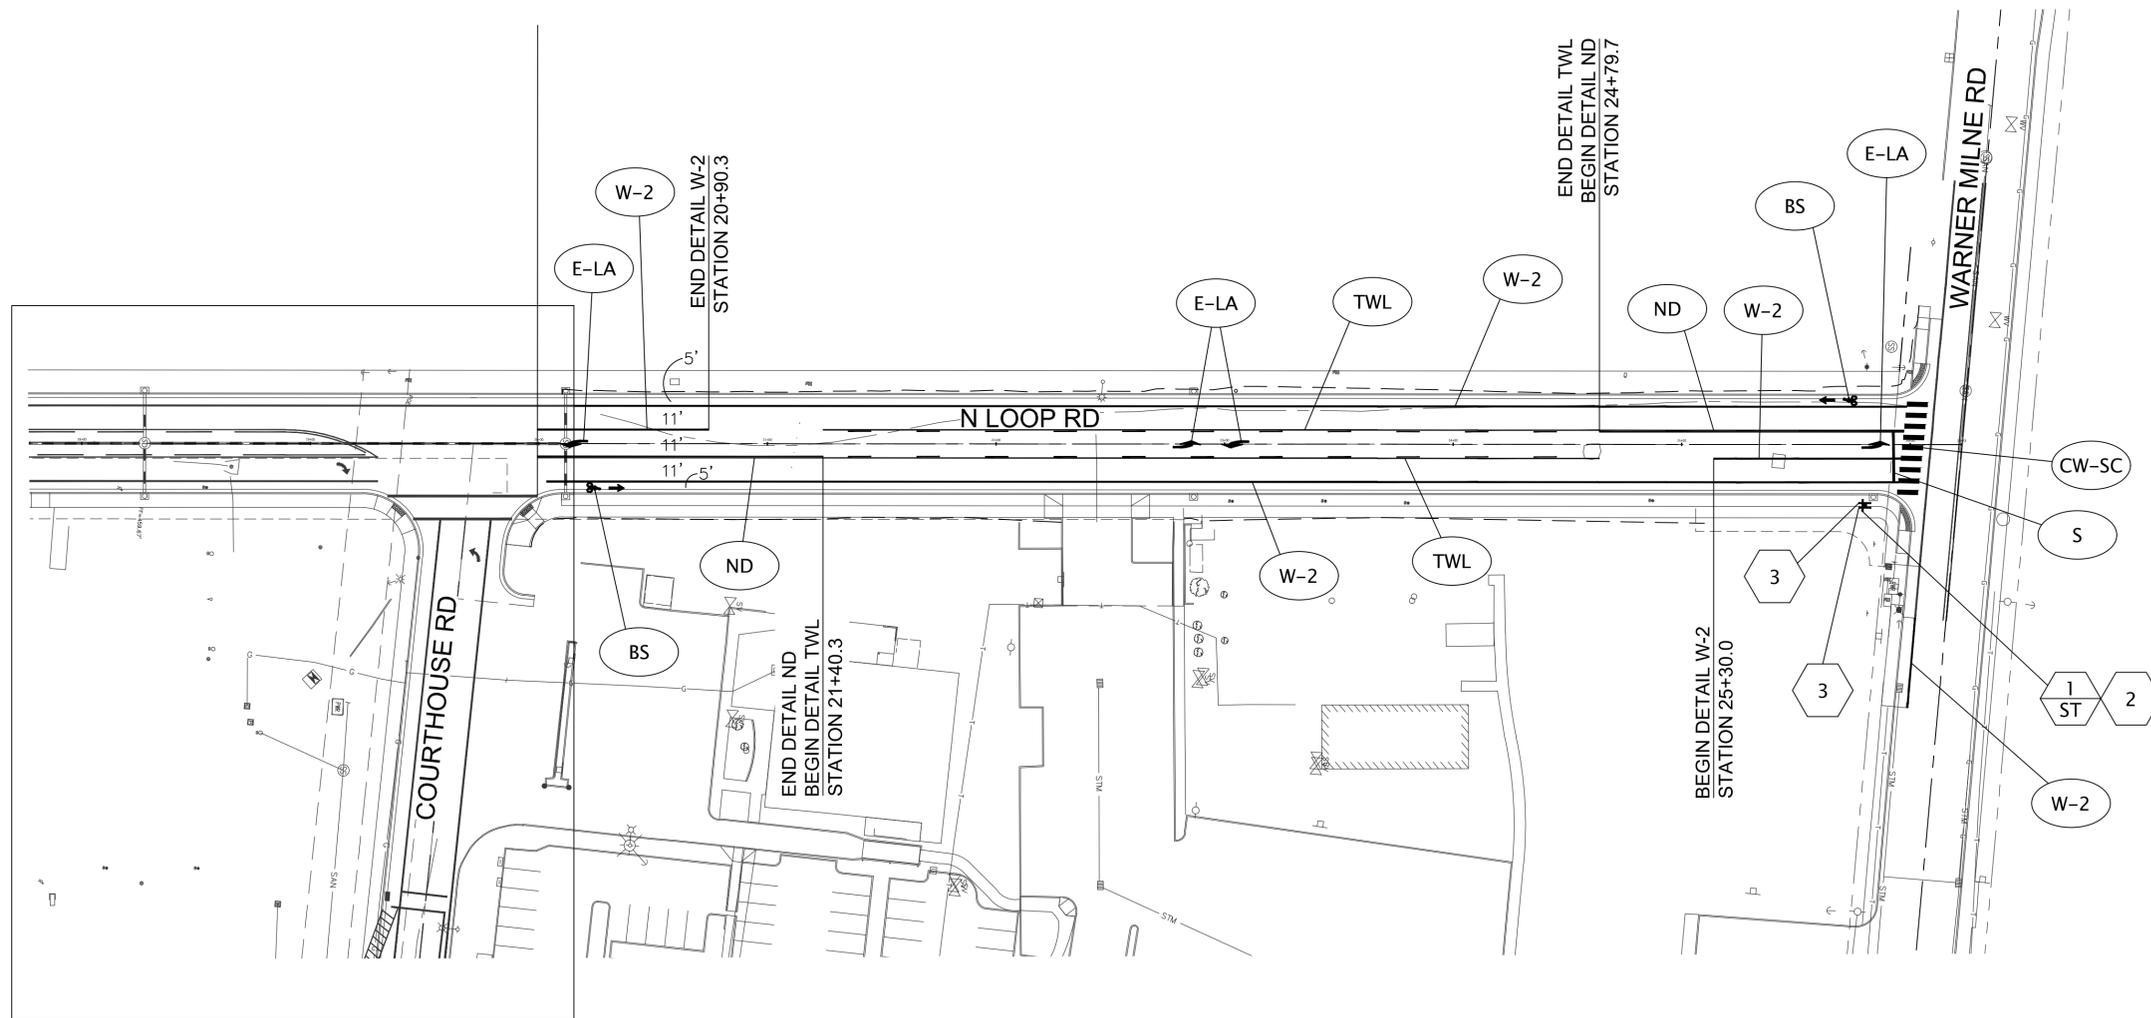 E-LA
W-2
END DETAIL W-2
STATION 20+90.3
END DETAIL TWL
BEGIN DETAIL ND
STATION 24+79.7
E-LA
BS
WARNER MILNE RD
W-2
E-LA
TWL
ND
W-2
5'
11'
11'
11'
5'
N LOOP RD
CW-SC
S
ND
W-2
TWL
3
BS
COURTHOUSE RD
END DETAIL ND
BEGIN DETAIL TWL
STATION 21+40.3
BEGIN DETAIL W-2
STATION 25+30.0
3
1
ST
2
W-2
G
G
G
G
SAN
STM
STM
STM
STM
STM
T
T
T